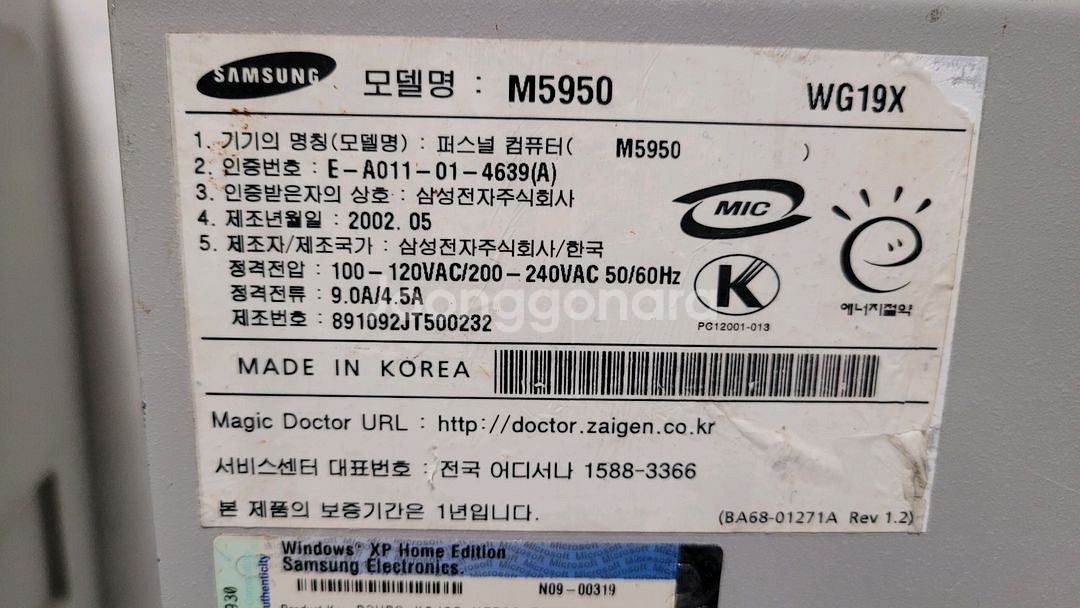 SAMSUNG 모델명 : M5950 WG19X
1. 기기의 명칭(모델명) : 퍼스널 컴퓨터( M5950 )
2. 인증번호 : E-A011-01-4639(A)
3. 인증받은자의 상호 : 삼성전자주식회사
4. 제조년월일 : 2002. 05
5. 제조자/제조국가 : 삼성전자주식회사/한국
정격전압 : 100-120VAC/200-240VAC 50/60Hz
정격전류 : 9.0A/4.5A
제조번호 : 891092JT500232
MIC
K
PC12001-013
에너지절약
Joonggonara
MADE IN KOREA
Magic Doctor URL : http://doctor.zaigen.co.kr
서비스센터 대표번호 : 전국 어디서나 1588-3366
본 제품의 보증기간은 1년입니다. (BA68-01271A Rev 1.2)
Windows® XP Home Edition
Samsung Electronics.
N09-00319
Product Key